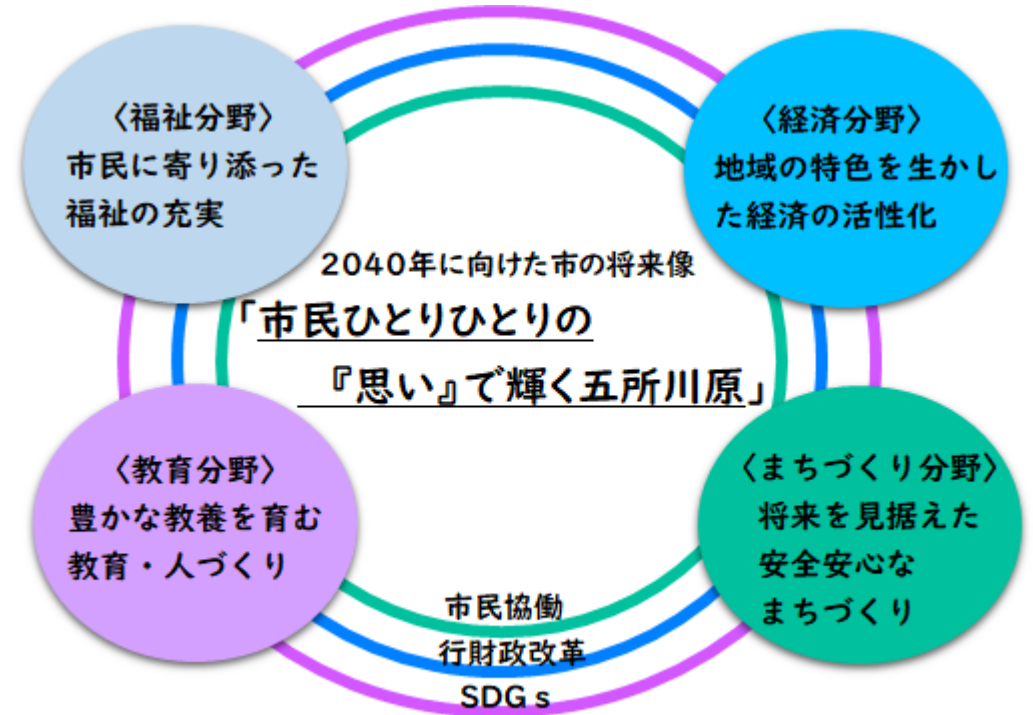 〈福祉分野〉
市民に寄り添った
福祉の充実
〈経済分野〉
地域の特色を生かし
た経済の活性化
2040年に向けた市の将来像
「市民ひとりひとりの
『思い』で輝く五所川原」
〈教育分野〉
豊かな教養を育む
教育・人づくり
〈まちづくり分野〉
将来を見据えた
安全安心な
まちづくり
市民協働
行財政改革
SDGs